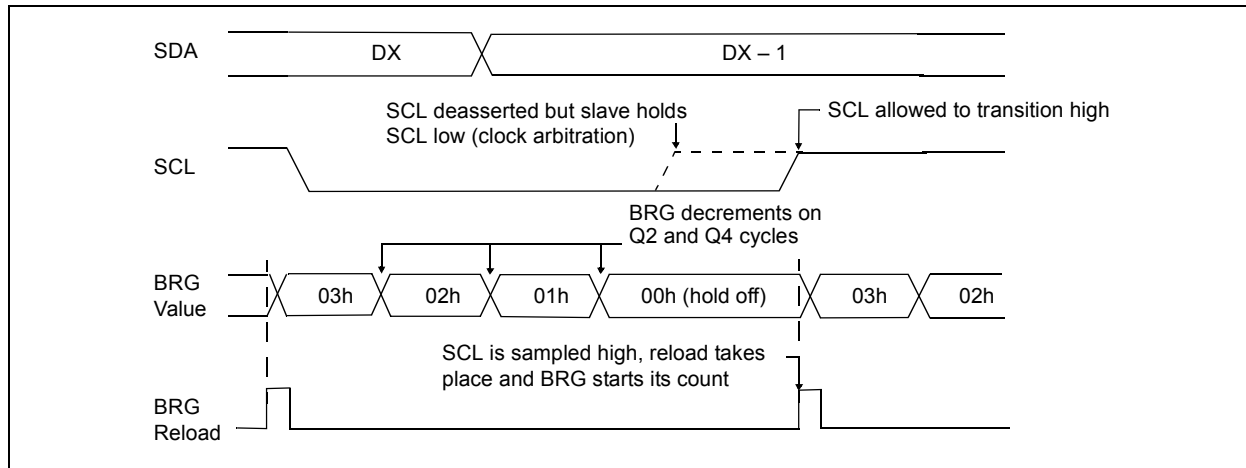 SDA
DX
DX – 1
SCL deasserted but slave holds
SCL low (clock arbitration)
SCL allowed to transition high
SCL
BRG decrements on
Q2 and Q4 cycles
BRG
Value
03h
02h
01h
00h (hold off)
03h
02h
SCL is sampled high, reload takes
place and BRG starts its count
BRG
Reload